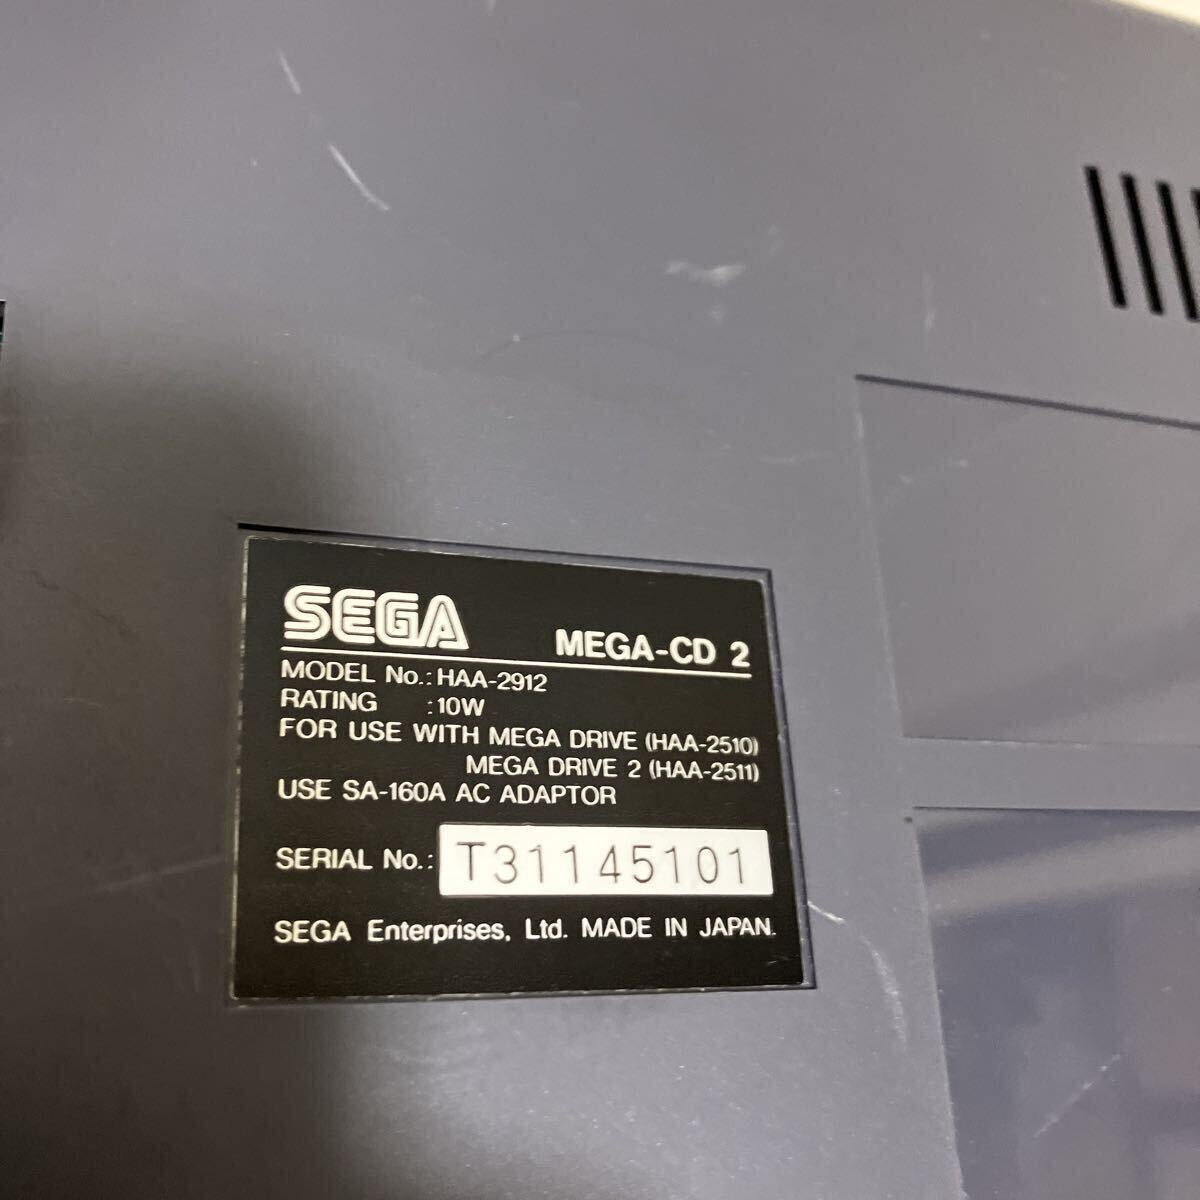 SEGA MEGA-CD 2
MODEL No.: HAA-2912
RATING :10W
FOR USE WITH MEGA DRIVE (HAA-2510)
MEGA DRIVE 2 (HAA-2511)
USE SA-160A AC ADAPTOR
SERIAL No.: T31145101
SEGA Enterprises, Ltd. MADE IN JAPAN.